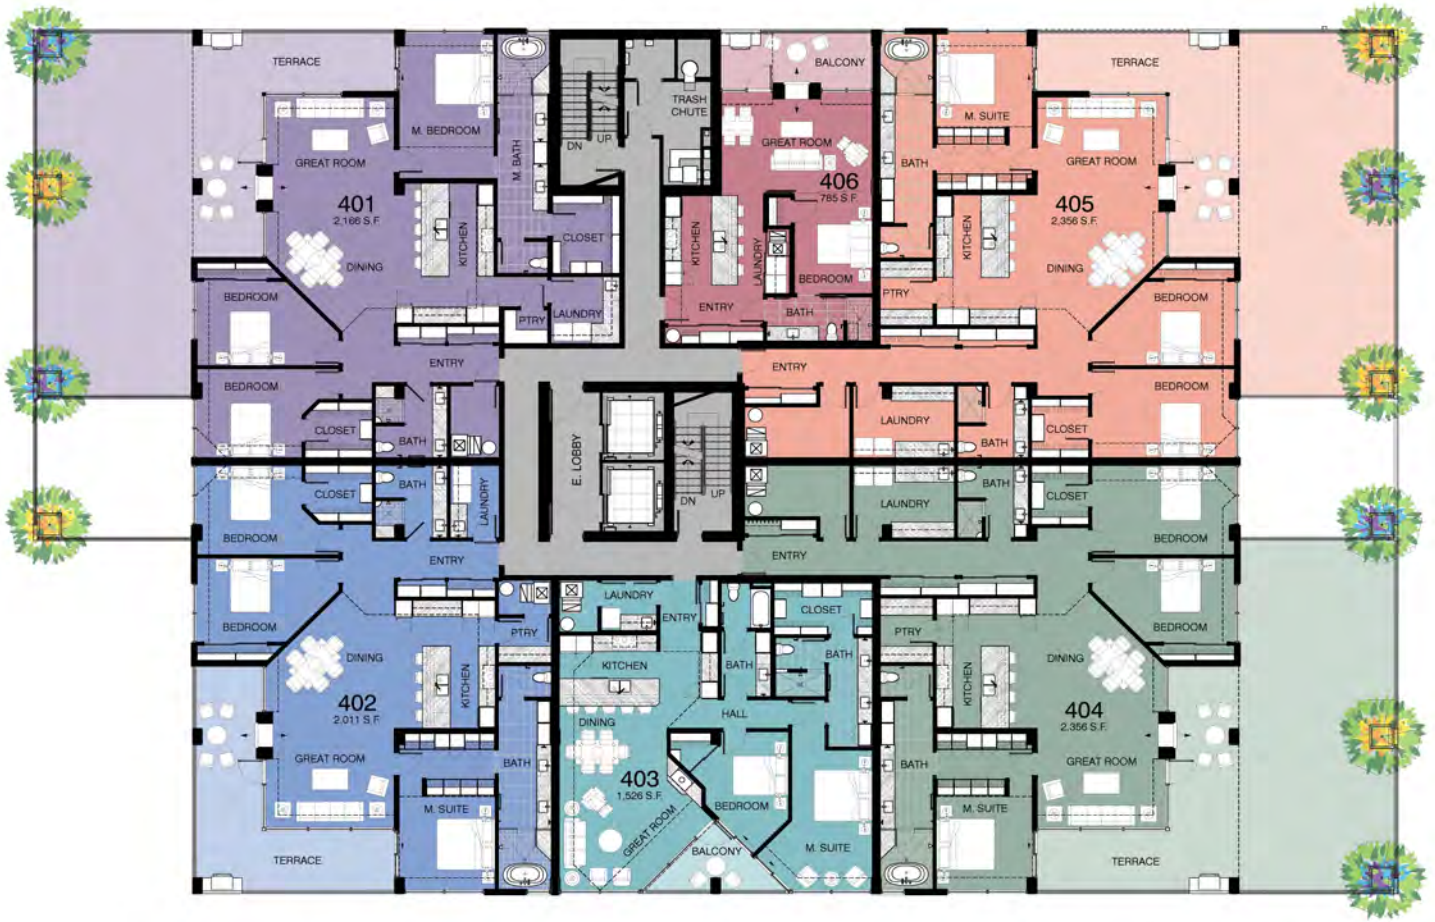 TERRACE
M. BEDROOM
GREAT ROOM
401
2,166 S.F.
DINING
KITCHEN
M. BATH
CLOSET
BEDROOM
PTRY
LAUNDRY
ENTRY
BEDROOM
CLOSET
BATH
DN
UP
TRASH
CHUTE
BALCONY
GREAT ROOM
406
785 S.F.
KITCHEN
LAUNDRY
BEDROOM
ENTRY
BATH
TERRACE
M. SUITE
BATH
GREAT ROOM
405
2,356 S.F.
KITCHEN
DINING
PTRY
BEDROOM
ENTRY
BEDROOM
LAUNDRY
BATH
CLOSET
E. LOBBY
DN
UP
CLOSET
BATH
LAUNDRY
BEDROOM
ENTRY
BEDROOM
PTRY
DINING
KITCHEN
402
2,011 S.F.
GREAT ROOM
BATH
M. SUITE
TERRACE
LAUNDRY
ENTRY
CLOSET
KITCHEN
BATH
BATH
DINING
HALL
403
1,526 S.F.
GREAT ROOM
BEDROOM
BALCONY
M. SUITE
LAUNDRY
BATH
CLOSET
BEDROOM
ENTRY
BEDROOM
PTRY
KITCHEN
DINING
404
2,356 S.F.
BATH
GREAT ROOM
M. SUITE
TERRACE